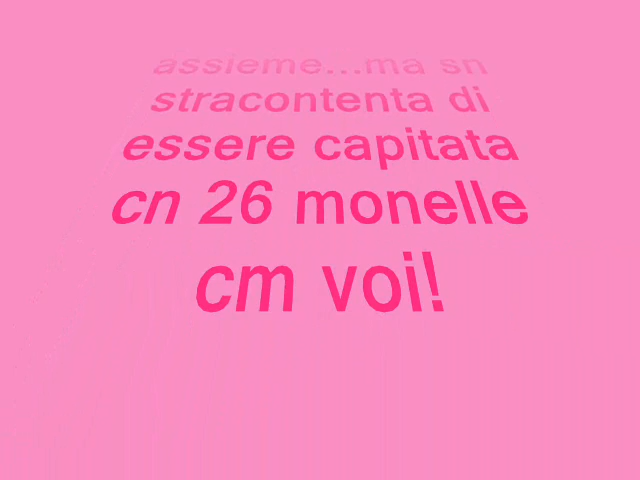 assieme...ma sn
stracontenta di
essere capitata
cn 26 monelle
cm voi!